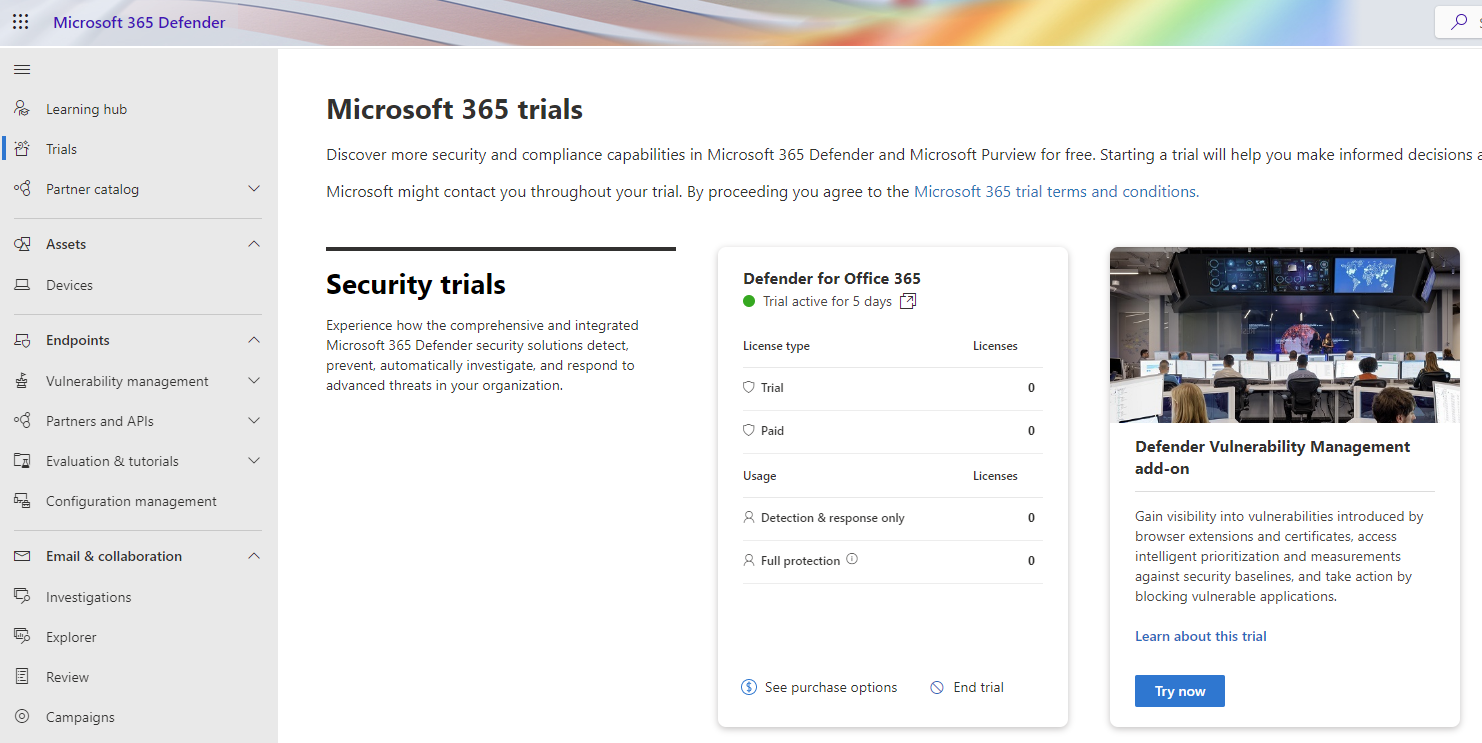 Microsoft 365 Defender
Learning hub
Trials
Partner catalog
Assets
Devices
Endpoints
Vulnerability management
Partners and APIs
Evaluation & tutorials
Configuration management
Email & collaboration
Investigations
Explorer
Review
Campaigns
Microsoft 365 trials
Discover more security and compliance capabilities in Microsoft 365 Defender and Microsoft Purview for free. Starting a trial will help you make informed decisions
Microsoft might contact you throughout your trial. By proceeding you agree to the Microsoft 365 trial terms and conditions.
Security trials
Experience how the comprehensive and integrated
Microsoft 365 Defender security solutions detect,
prevent, automatically investigate, and respond to
advanced threats in your organization.
Defender for Office 365
Trial active for 5 days
License type Licenses
Trial 0
Paid 0
Usage Licenses
Detection & response only 0
Full protection 0
See purchase options End trial
Defender Vulnerability Management
add-on
Gain visibility into vulnerabilities introduced by
browser extensions and certificates, access
intelligent prioritization and measurements
against security baselines, and take action by
blocking vulnerable applications.
Learn about this trial
Try now